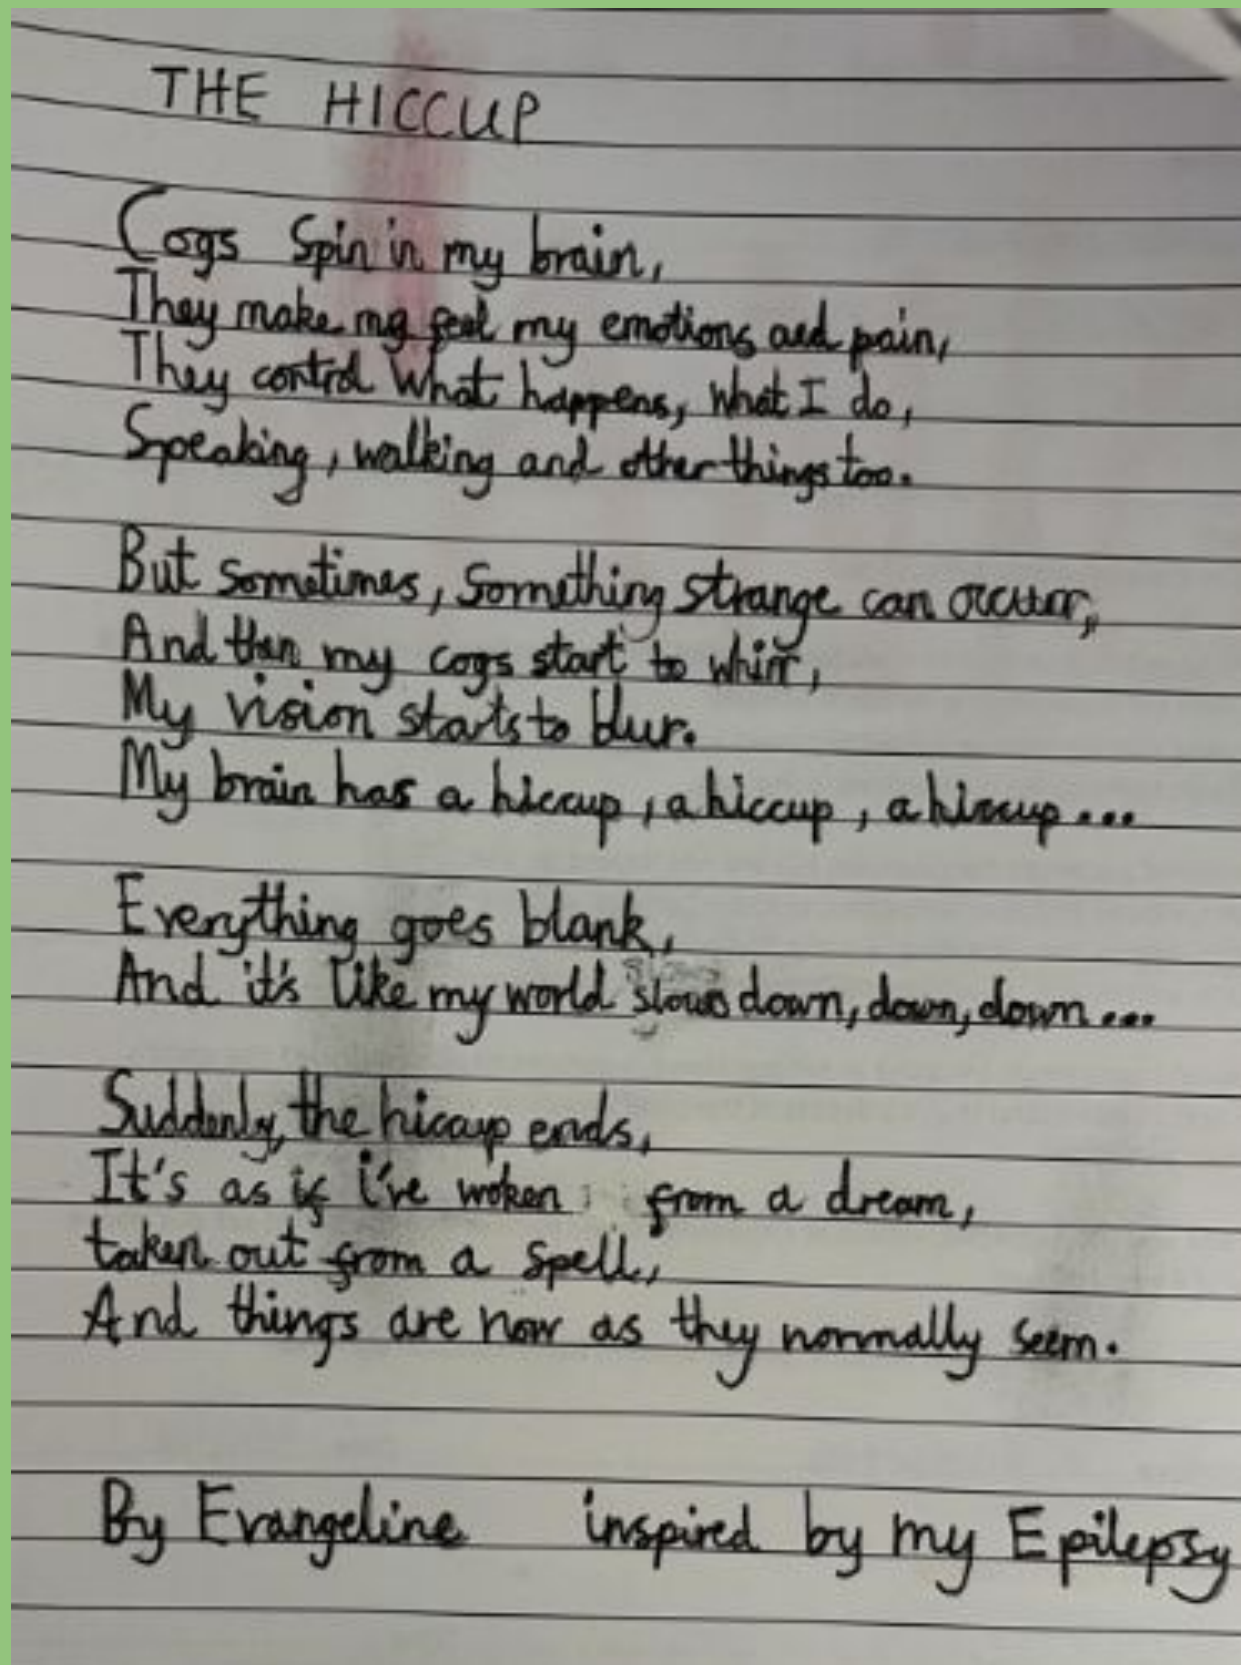 THE HICCUP
Cogs Spin in my brain,
They make me feel my emotions and pain,
They control what happens, what I do,
Speaking, walking and other things too.
But sometimes, Something strange can occur,
And then my cogs start to whirr,
My vision starts to blur.
My brain has a hiccup, a hiccup, a hiccup...
Everything goes blank,
And it's like my world slows down, down, down...
Suddenly, the hiccup ends,
It's as if i've woken from a dream,
taken out from a spell,
And things are now as they normally seem.
By Evangeline inspired by my Epilepsy